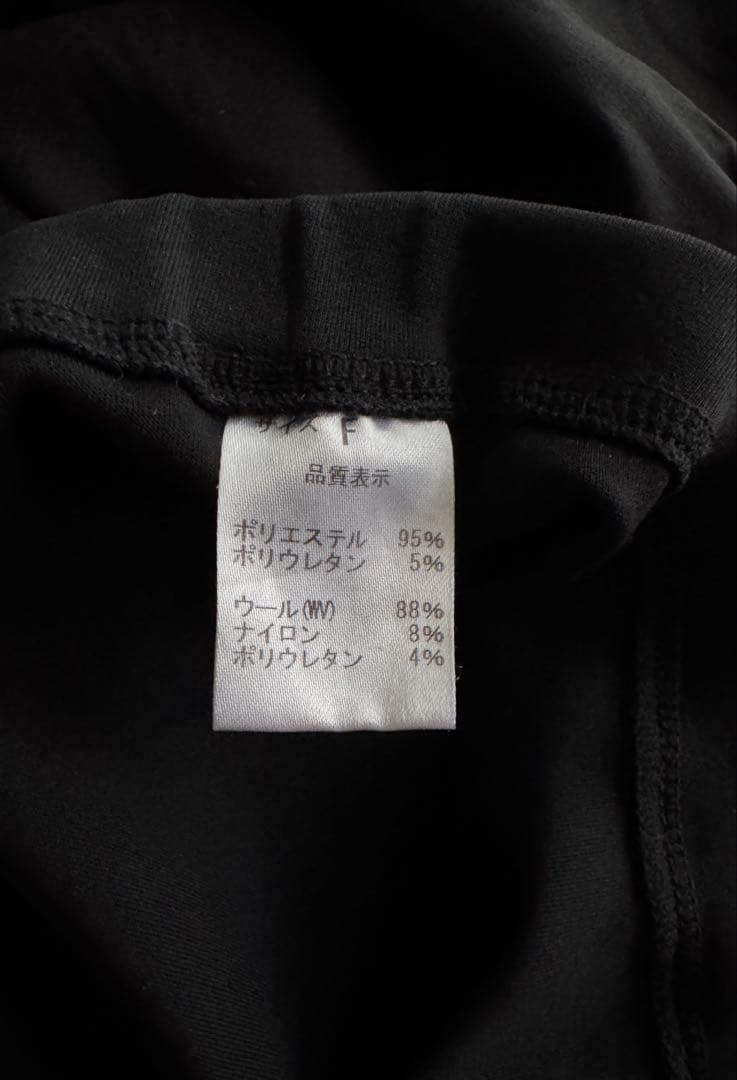 サイズ F
品質表示
ポリエステル 95%
ポリウレタン 5%
ウール(WV) 88%
ナイロン 8%
ポリウレタン 4%